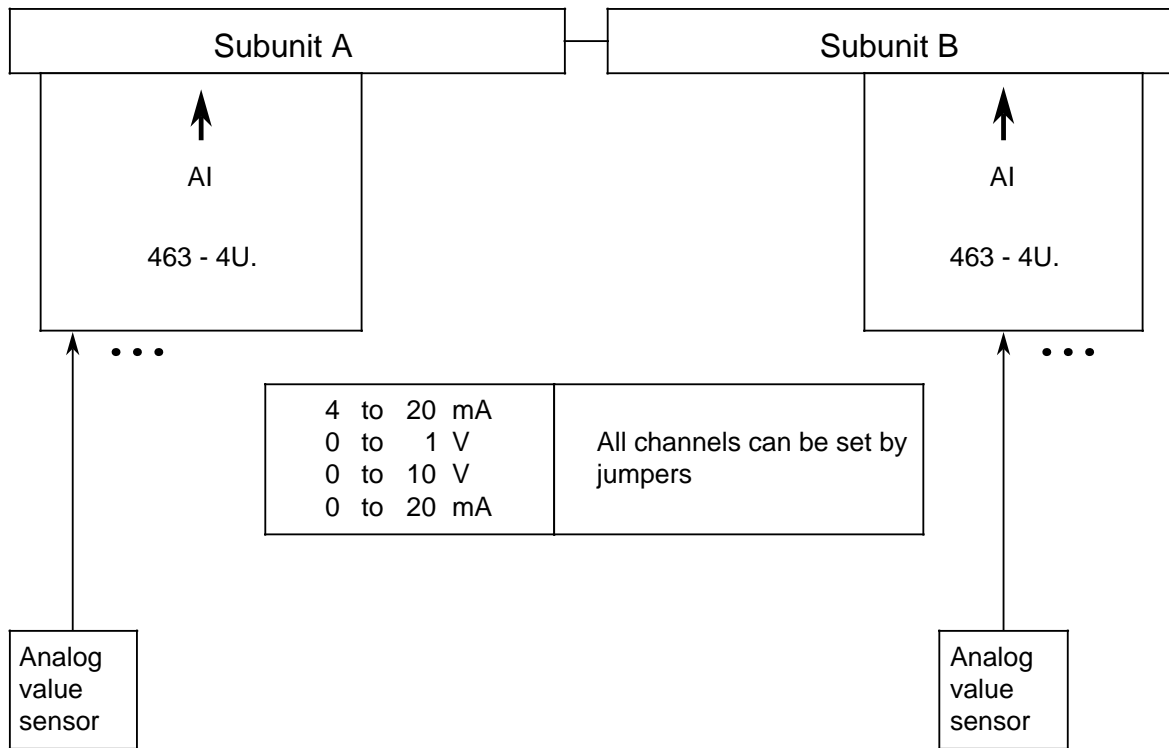 Subunit A
Subunit B
AI
463 - 4U.
AI
463 - 4U.
...
...
4 to 20 mA
0 to 1 V
0 to 10 V
0 to 20 mA
All channels can be set by
jumpers
Analog
value
sensor
Analog
value
sensor